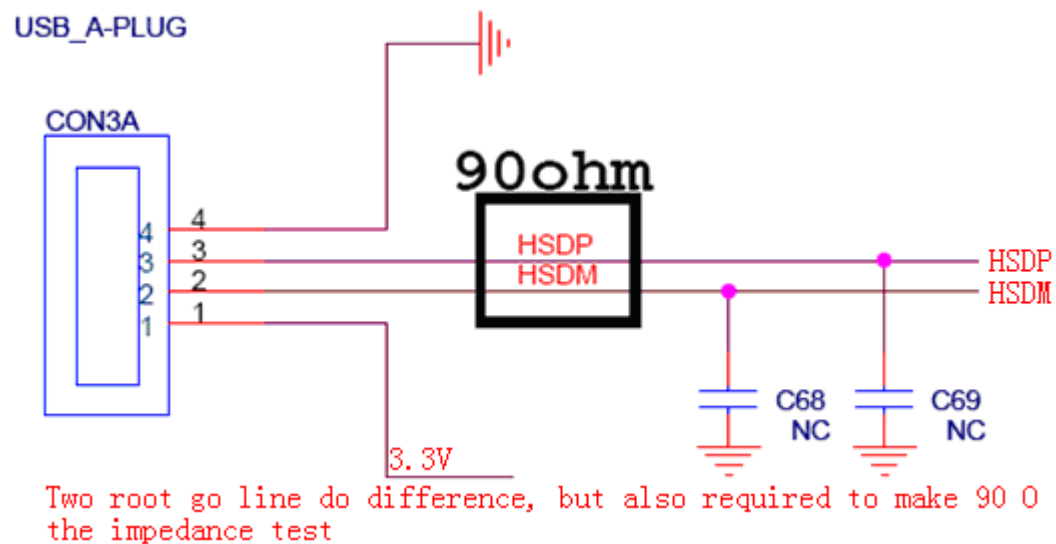 USB_A-PLUG
CON3A
90ohm
4 4
3 3
2 2
1 1
HSDP
HSDM
HSDP
HSDM
C68
NC
C69
NC
3.3V
Two root go line do difference, but also required to make 90 O
the impedance test